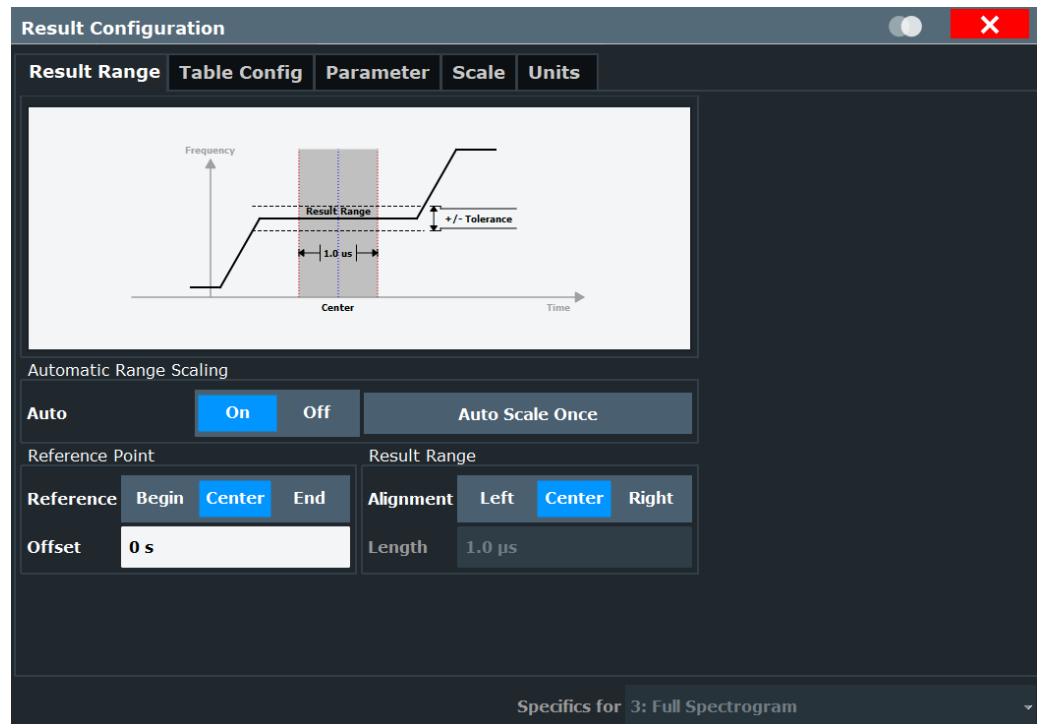 Result Configuration
Result Range Table Config Parameter Scale Units
Frequency
Result Range
+/- Tolerance
1.0 us
Center
Time
Automatic Range Scaling
Auto On Off Auto Scale Once
Reference Point Result Range
Reference Begin Center End Alignment Left Center Right
Offset 0 s Length 1.0 µs
Specifics for 3: Full Spectrogram